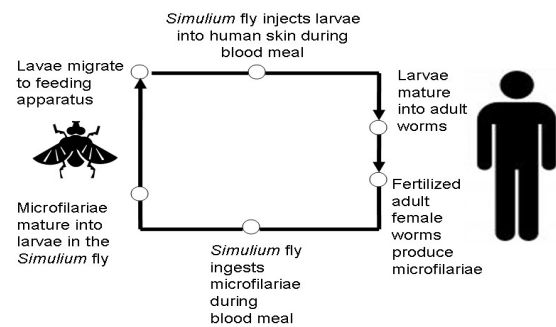 Simulium fly injects larvae
into human skin during
blood meal
Lavae migrate
to feeding
apparatus
Larvae
mature
into adult
worms
Fertilized
adult
female
worms
produce
microfilariae
Simulium fly
ingests
microfilariae
during
blood meal
Microfilariae
mature into
larvae in the
Simulium fly